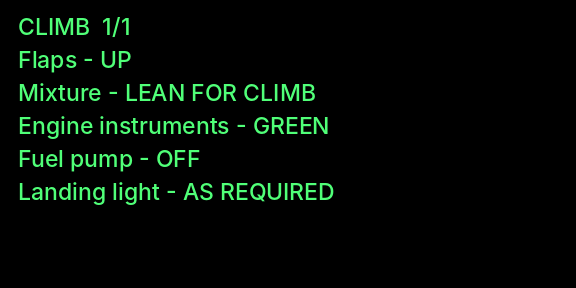 CLIMB  1/1
Flaps - UP
Mixture - LEAN FOR CLIMB
Engine instruments - GREEN
Fuel pump - OFF
Landing light - AS REQUIRED